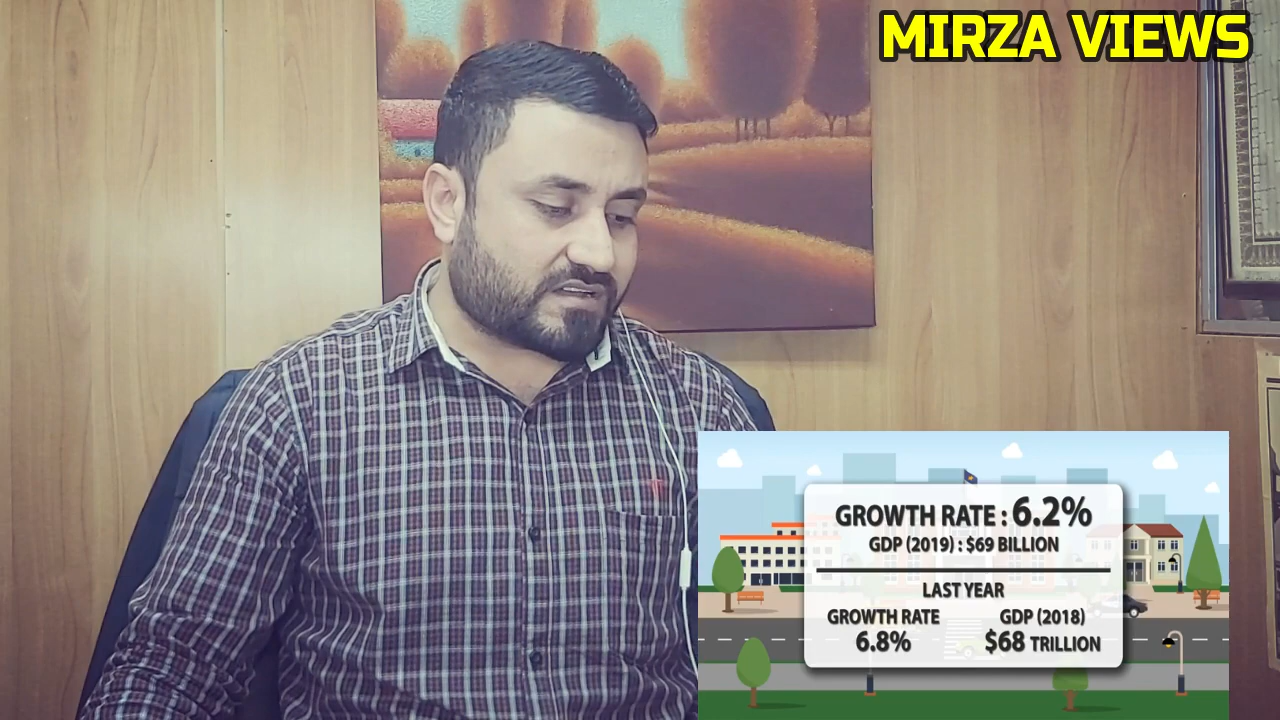 MIRZA VIEWS
GROWTH RATE : 6.2%
GDP (2019) : $69 BILLION
LAST YEAR
GROWTH RATE
6.8%
GDP (2018)
$68 TRILLION